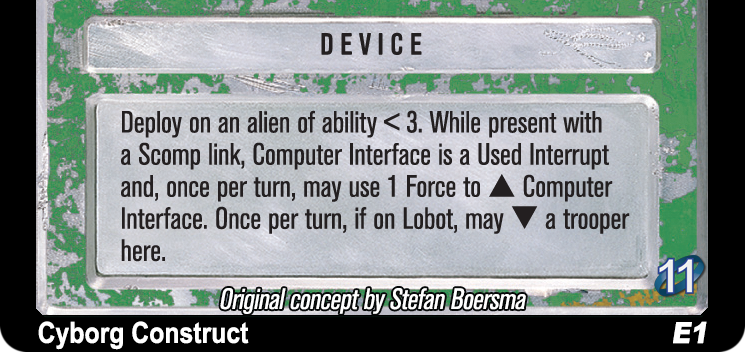 DEVICE
Deploy on an alien of ability < 3. While present with
a Scomp link, Computer Interface is a Used Interrupt
and, once per turn, may use 1 Force to ▲ Computer
Interface. Once per turn, if on Lobot, may ▼ a trooper
here.
11
Original concept by Stefan Boersma
Cyborg Construct E1